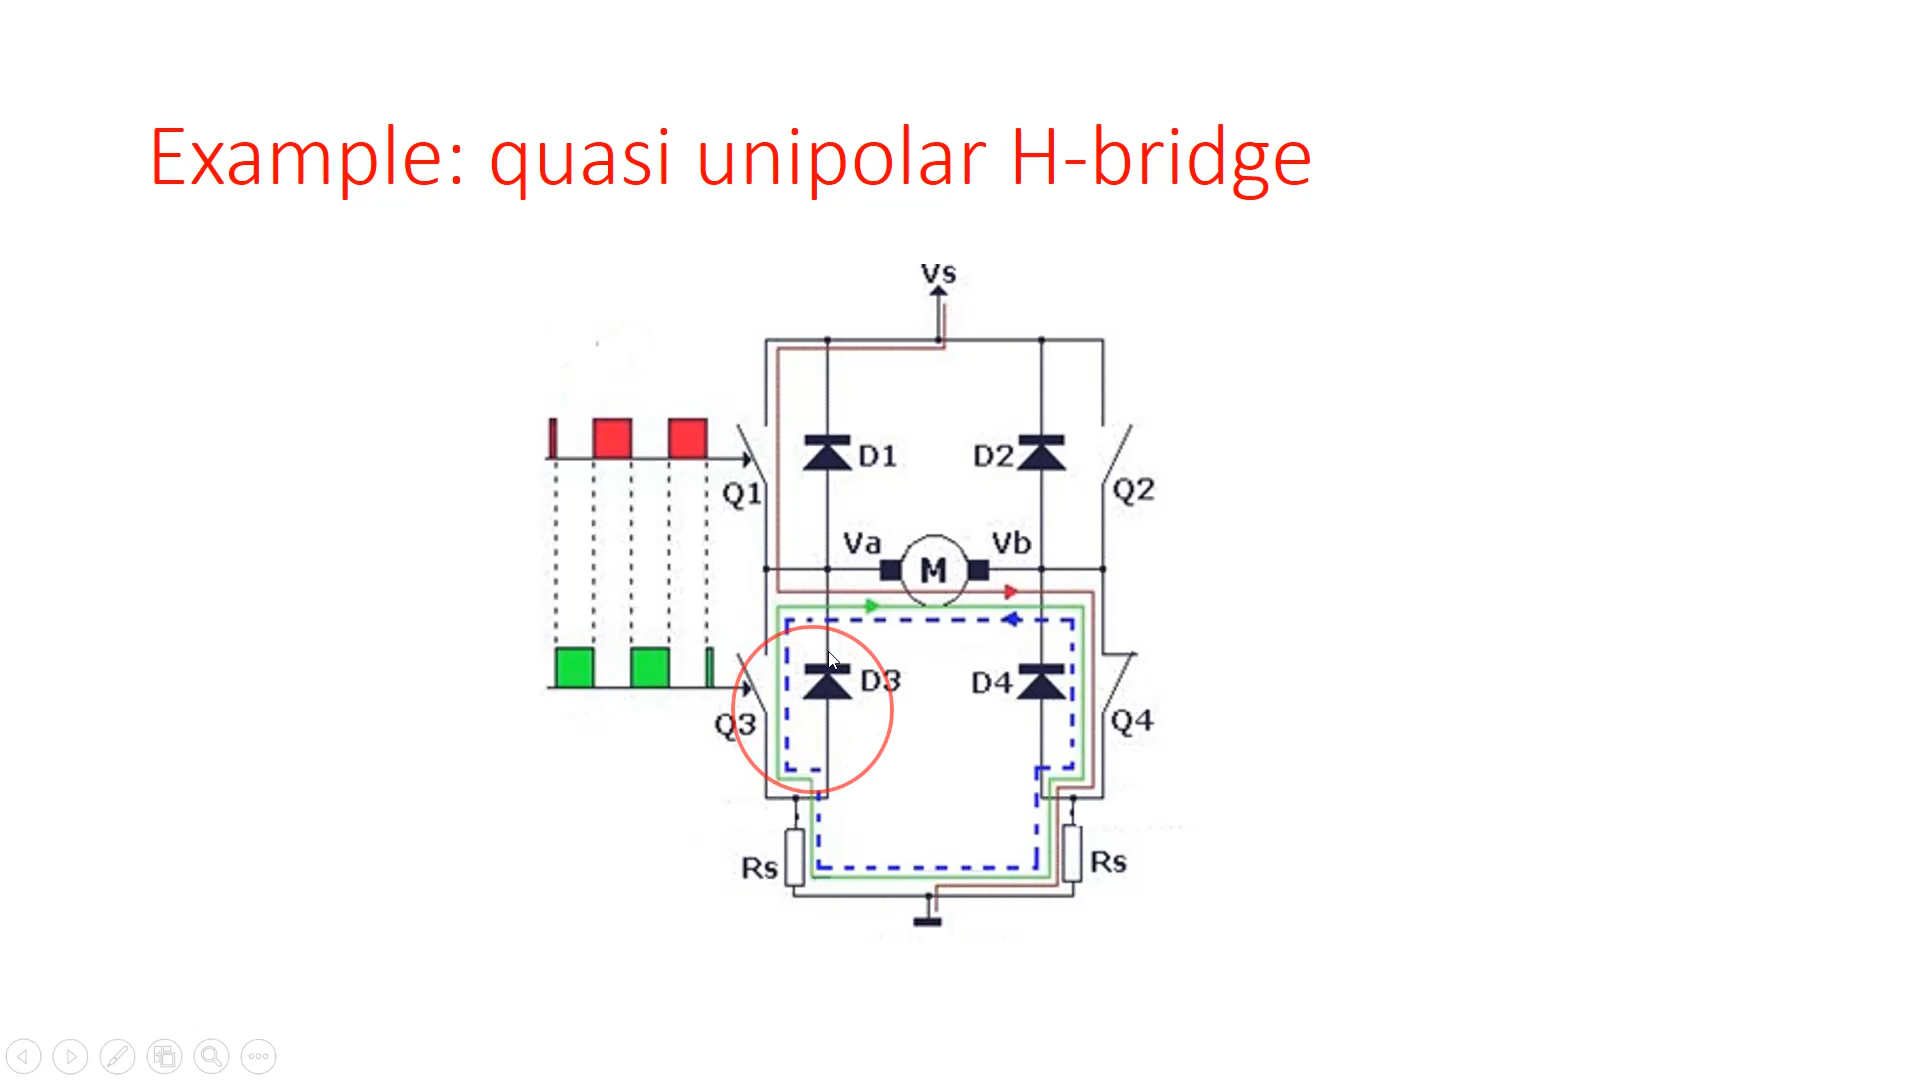 Example: quasi unipolar H-bridge
Vs
D1
D2
Q1
Q2
Va
Vb
M
D3
D4
Q3
Q4
Rs
Rs